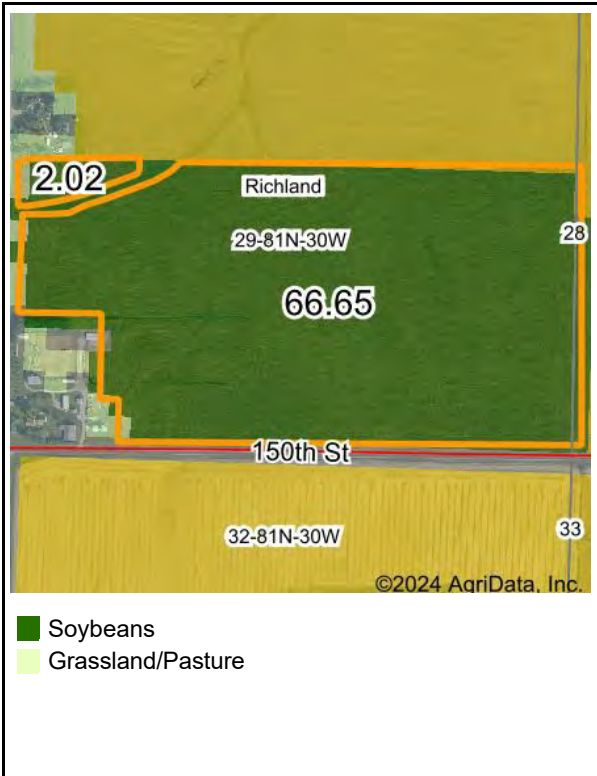 2.02
Richland
29-81N-30W
28
66.65
150th St
32-81N-30W
33
©2024 AgriData, Inc.
Soybeans
Grassland/Pasture